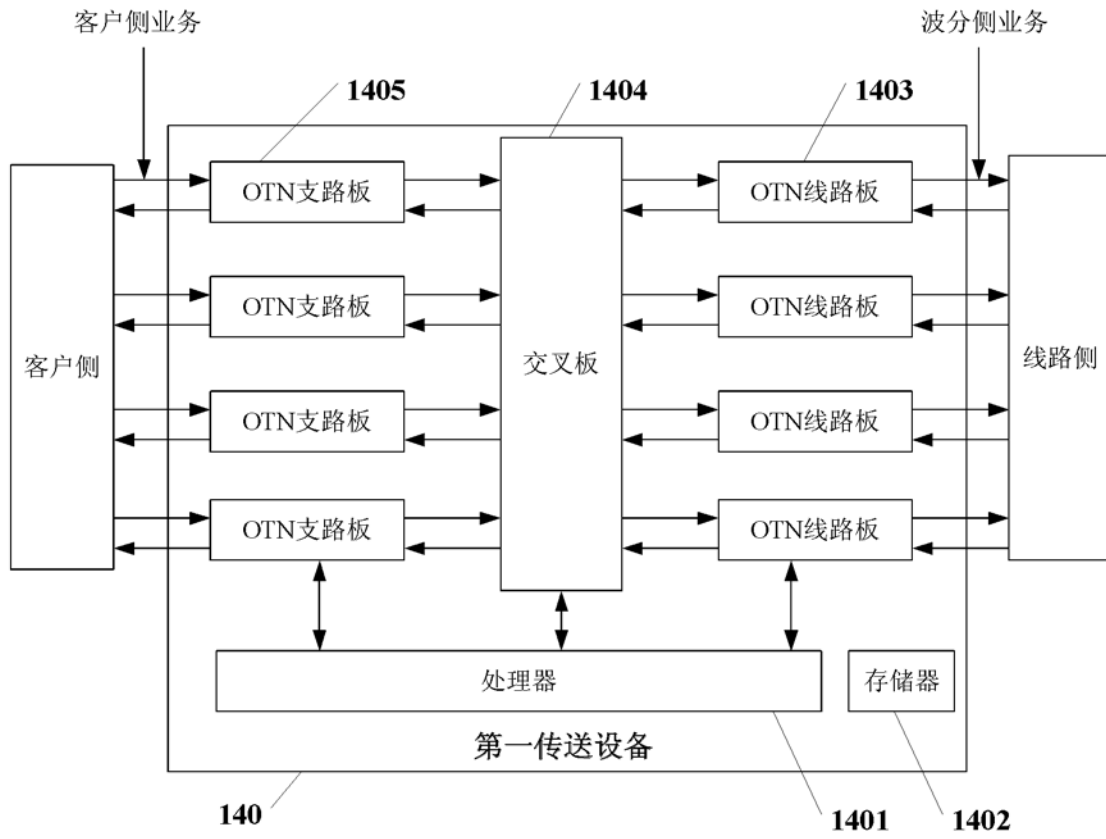 客户侧业务
波分侧业务
1405
1404
1403
OTN支路板
OTN线路板
OTN支路板
OTN线路板
客户侧
交叉板
线路侧
OTN支路板
OTN线路板
OTN支路板
OTN线路板
处理器
存储器
第一传送设备
140
1401
1402